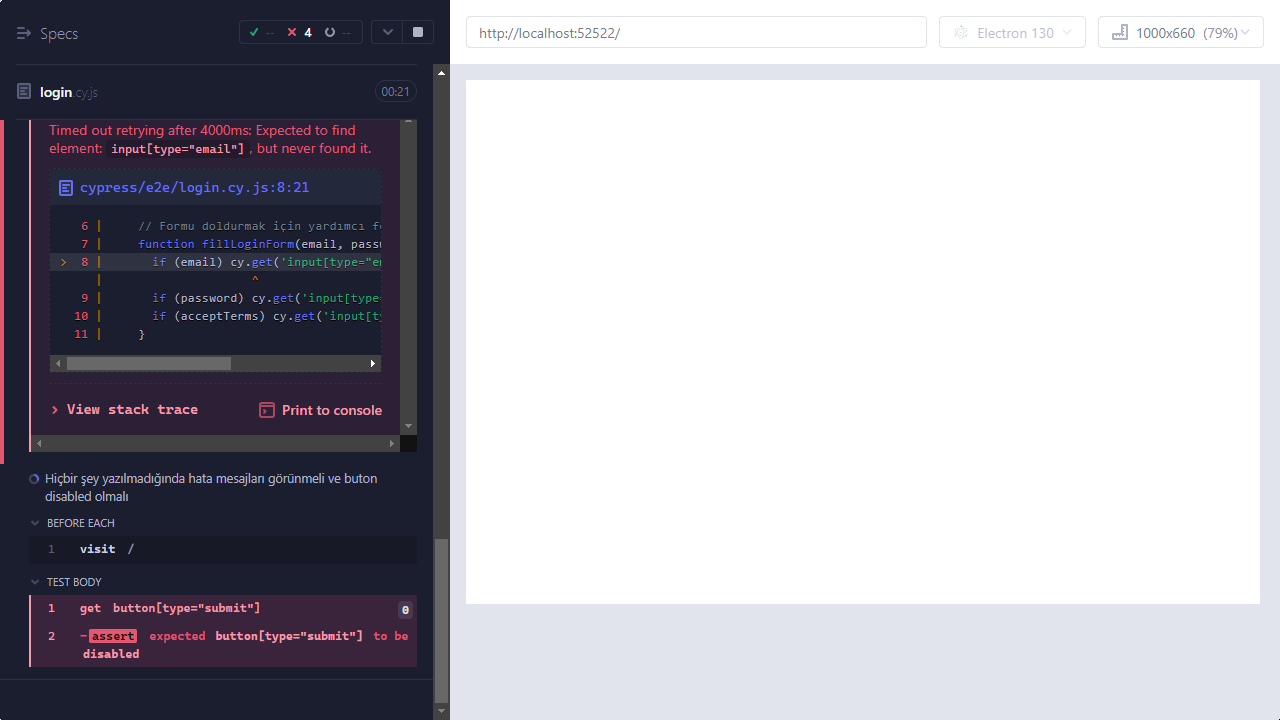 Specs
-- 4 --
http://localhost:52522/
Electron 130
1000x660 (79%)
login.cy.js
00:21
Timed out retrying after 4000ms: Expected to find
element: input[type="email"], but never found it.
cypress/e2e/login.cy.js:8:21
6 | // Formu doldurmak için yardımcı fo
7 | function fillLoginForm(email, passw
> 8 | if (email) cy.get('input[type="em
| ^
9 | if (password) cy.get('input[type=
10 | if (acceptTerms) cy.get('input[ty
11 | }
> View stack trace
Print to console
Hiçbir şey yazılmadığında hata mesajları görünmeli ve buton
disabled olmalı
BEFORE EACH
1 visit /
TEST BODY
1 get button[type="submit"] 0
2 -assert expected button[type="submit"] to be
disabled